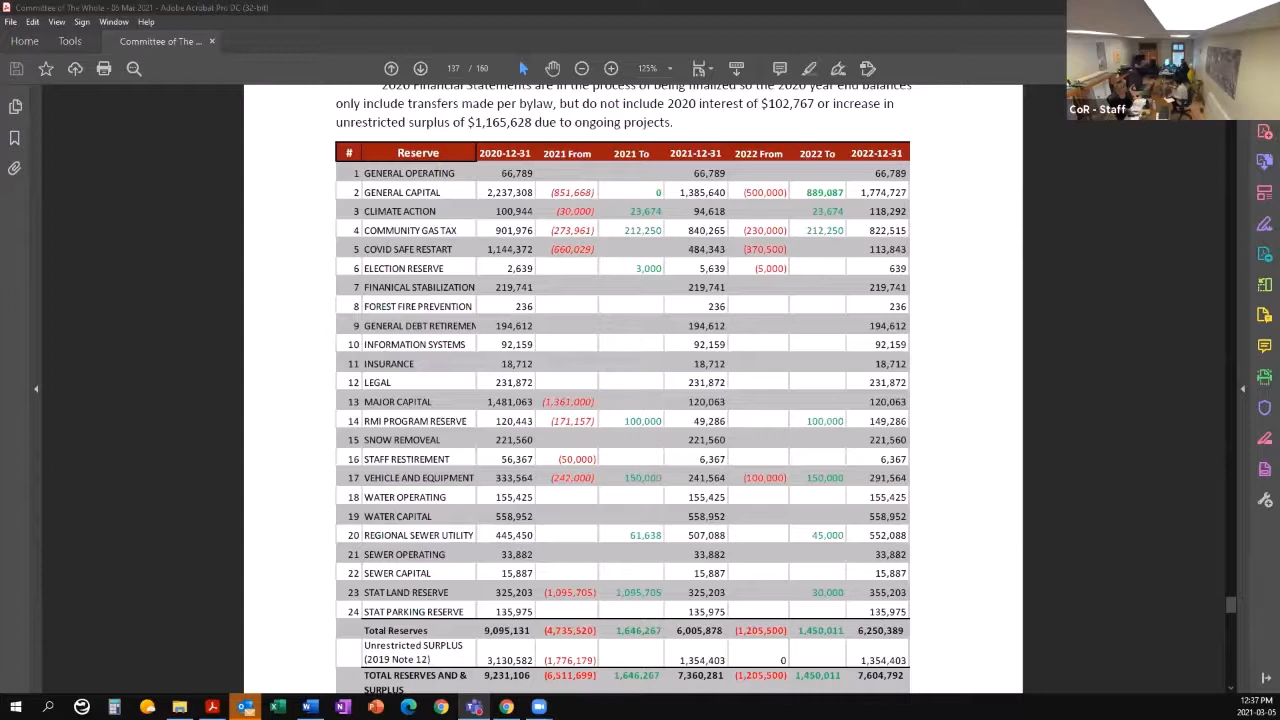 Committee of The Whole - 05 Mar 2021 - Adobe Acrobat Pro DC (32-bit)
File Edit View Sign Window Help
Home Tools Committee of The ... ×
137 / 160 125%
CoR - Staff
2020 Financial Statements are in the process of being finalized so the 2020 year end balances
only include transfers made per bylaw, but do not include 2020 interest of $102,767 or increase in
unrestricted surplus of $1,165,628 due to ongoing projects.
# Reserve 2020-12-31 2021 From 2021 To 2021-12-31 2022 From 2022 To 2022-12-31
1 GENERAL OPERATING 66,789 66,789 66,789
2 GENERAL CAPITAL 2,237,308 (851,668) 0 1,385,640 (500,000) 889,087 1,774,727
3 CLIMATE ACTION 100,944 (30,000) 23,674 94,618 23,674 118,292
4 COMMUNITY GAS TAX 901,976 (273,961) 212,250 840,265 (230,000) 212,250 822,515
5 COVID SAFE RESTART 1,144,372 (660,029) 484,343 (370,500) 113,843
6 ELECTION RESERVE 2,639 3,000 5,639 (5,000) 639
7 FINANICAL STABILIZATION 219,741 219,741 219,741
8 FOREST FIRE PREVENTION 236 236 236
9 GENERAL DEBT RETIREMEN 194,612 194,612 194,612
10 INFORMATION SYSTEMS 92,159 92,159 92,159
11 INSURANCE 18,712 18,712 18,712
12 LEGAL 231,872 231,872 231,872
13 MAJOR CAPITAL 1,481,063 (1,361,000) 120,063 120,063
14 RMI PROGRAM RESERVE 120,443 (171,157) 100,000 49,286 100,000 149,286
15 SNOW REMOVEAL 221,560 221,560 221,560
16 STAFF RESTIREMENT 56,367 (50,000) 6,367 6,367
17 VEHICLE AND EQUIPMENT 333,564 (242,000) 150,000 241,564 (100,000) 150,000 291,564
18 WATER OPERATING 155,425 155,425 155,425
19 WATER CAPITAL 558,952 558,952 558,952
20 REGIONAL SEWER UTILITY 445,450 61,638 507,088 45,000 552,088
21 SEWER OPERATING 33,882 33,882 33,882
22 SEWER CAPITAL 15,887 15,887 15,887
23 STAT LAND RESERVE 325,203 (1,095,705) 1,095,705 325,203 30,000 355,203
24 STAT PARKING RESERVE 135,975 135,975 135,975
Total Reserves 9,095,131 (4,735,520) 1,646,267 6,005,878 (1,205,500) 1,450,011 6,250,389
Unrestricted SURPLUS
(2019 Note 12) 3,130,582 (1,776,179) 1,354,403 0 1,354,403
TOTAL RESERVES AND & 9,231,106 (6,511,699) 1,646,267 7,360,281 (1,205,500) 1,450,011 7,604,792
SURPLUS
12:37 PM
2021-03-05